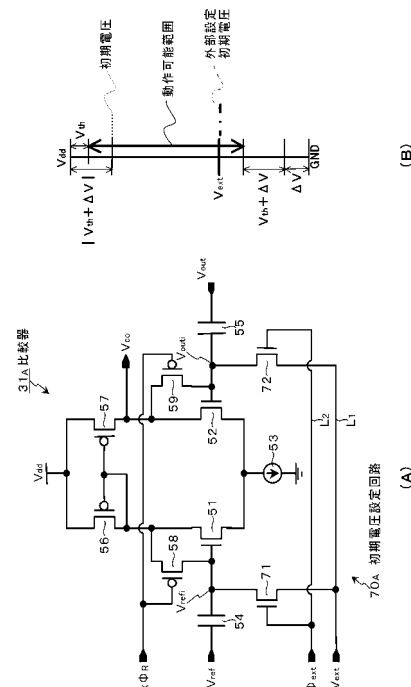 31A 比較器
Vdd
56
57
Vco
58
59
Vrefi
Vouti
54
51
52
55
Vout
53
71
72
L2
L1
ΦR
Vref
Φext
Vext
70A 初期電圧設定回路
(A)
Vdd
Vth
|Vth+ΔV|
初期電圧
動作可能範囲
外部設定
初期電圧
Vext
Vth+ΔV
ΔV
GND
(B)